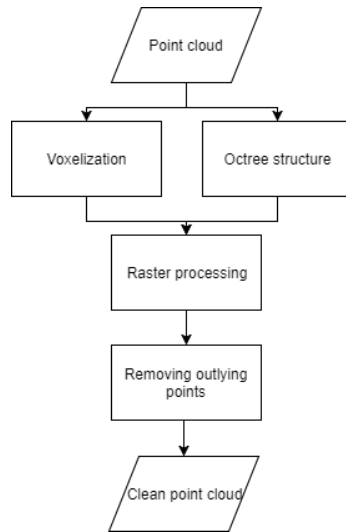 Point cloud
Voxelization
Octree structure
Raster processing
Removing outlying
points
Clean point cloud